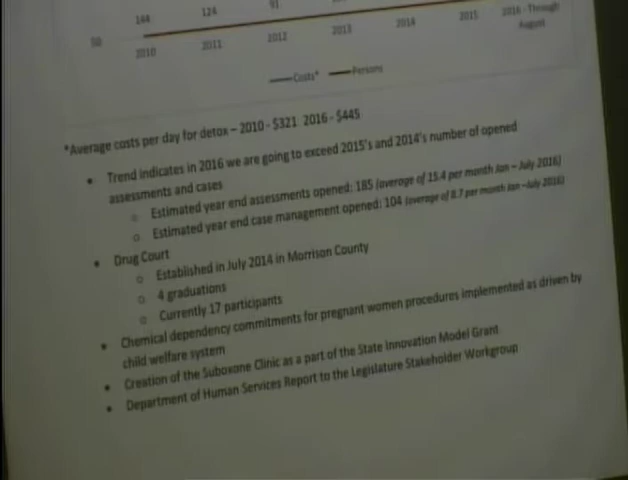 144 124 91
$0 2010 2011 2012 2013 2014 2015 2016 - Through
August
Costs* Persons
*Average costs per day for detox – 2010 - $321 2016 - $445
• Trend indicates in 2016 we are going to exceed 2015's and 2014's number of opened
assessments and cases
o Estimated year end assessments opened: 185 (average of 15.4 per month Jan – July 2016)
o Estimated year end case management opened: 104 (average of 8.7 per month Jan –July 2016)
• Drug Court
o Established in July 2014 in Morrison County
o 4 graduations
o Currently 17 participants
• Chemical dependency commitments for pregnant women procedures implemented as driven by
child welfare system
• Creation of the Suboxone Clinic as a part of the State Innovation Model Grant
• Department of Human Services Report to the Legislature Stakeholder Workgroup